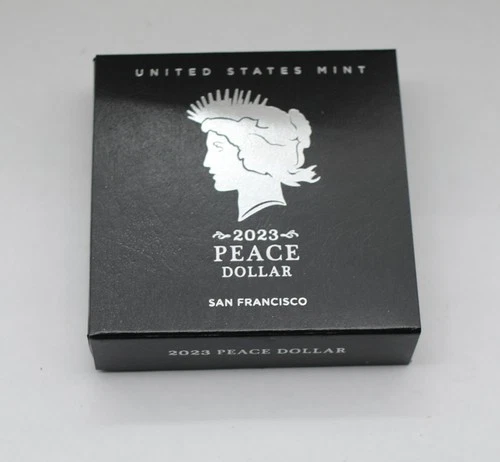 UNITED STATES MINT
2023
PEACE
DOLLAR
SAN FRANCISCO
2023 PEACE DOLLAR